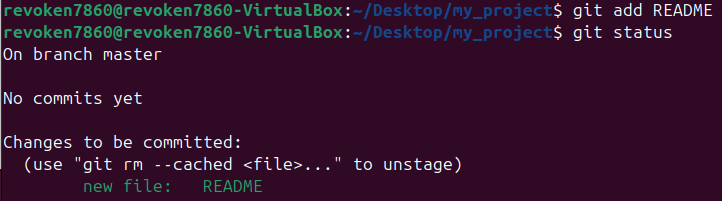 revoken7860@revoken7860-VirtualBox:~/Desktop/my_project$ git add README
revoken7860@revoken7860-VirtualBox:~/Desktop/my_project$ git status
On branch master

No commits yet

Changes to be committed:
  (use "git rm --cached <file>..." to unstage)
        new file:   README